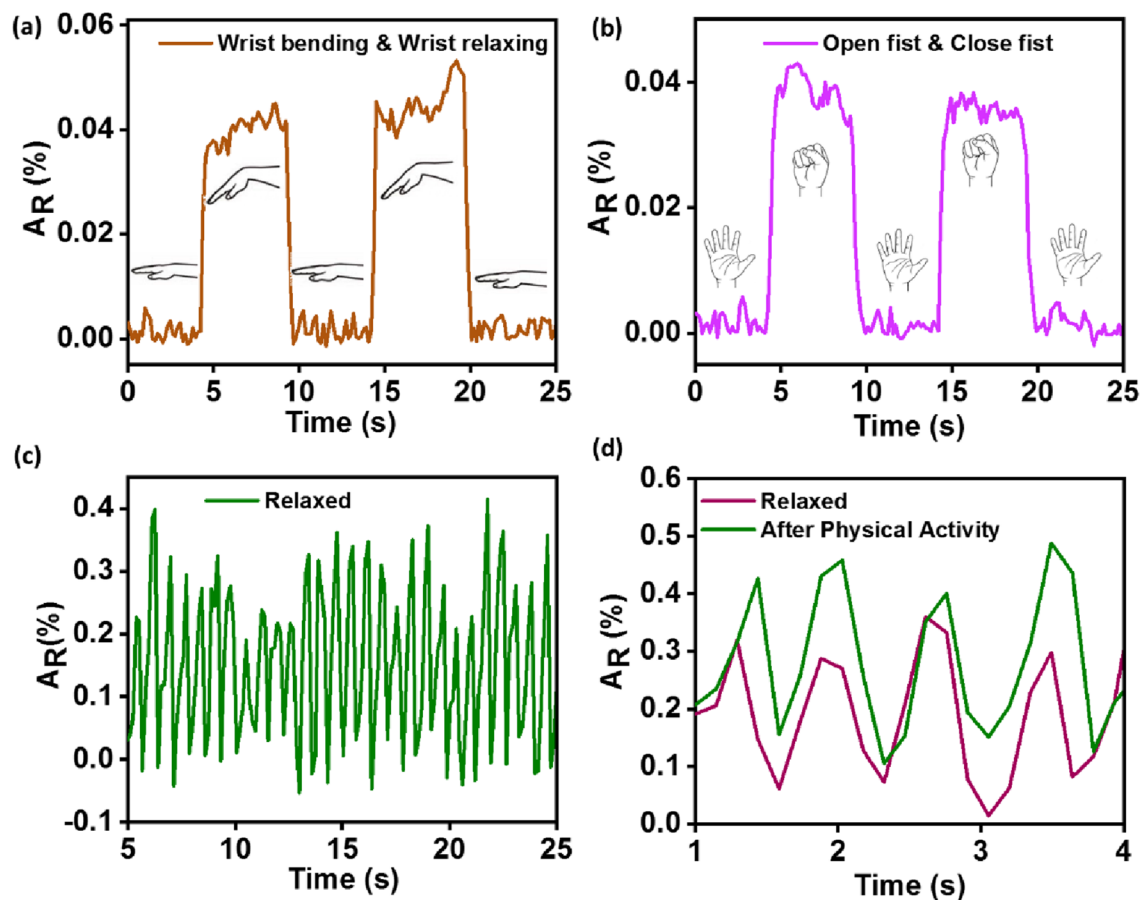 (a)
Wrist bending & Wrist relaxing
0.06
0.04
0.02
0.00
AR (%)
0 5 10 15 20 25
Time (s)
(b)
Open fist & Close fist
0.04
0.02
0.00
AR (%)
0 5 10 15 20 25
Time (s)
(c)
Relaxed
0.4
0.3
0.2
0.1
0.0
-0.1
AR(%)
5 10 15 20 25
Time (s)
(d)
Relaxed
After Physical Activity
0.6
0.5
0.4
0.3
0.2
0.1
0.0
AR (%)
1 2 3 4
Time (s)